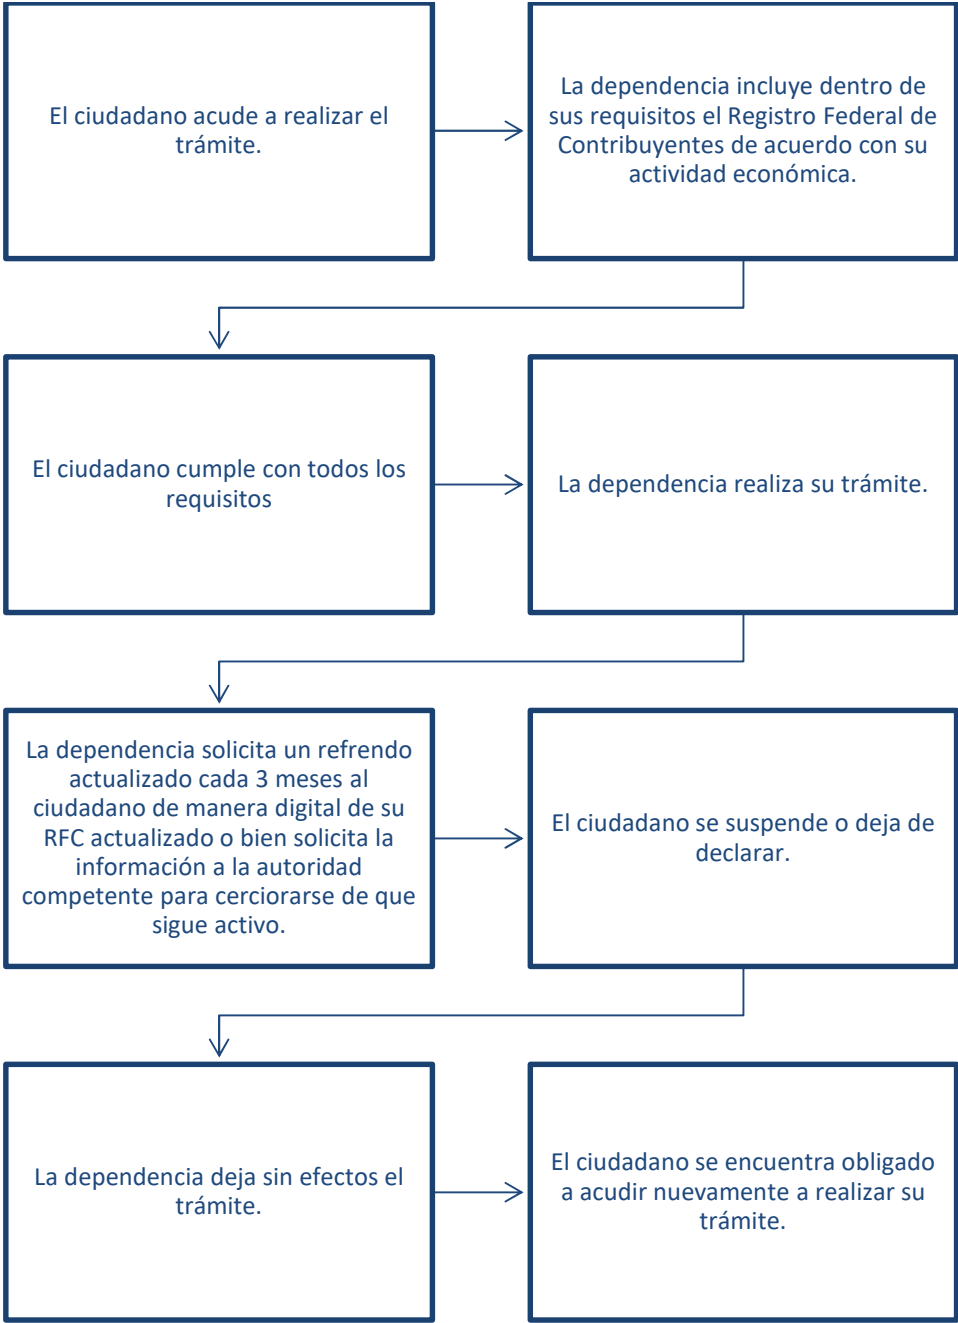 El ciudadano acude a realizar el
trámite.
La dependencia incluye dentro de
sus requisitos el Registro Federal de
Contribuyentes de acuerdo con su
actividad económica.
El ciudadano cumple con todos los
requisitos
La dependencia realiza su trámite.
La dependencia solicita un refrendo
actualizado cada 3 meses al
ciudadano de manera digital de su
RFC actualizado o bien solicita la
información a la autoridad
competente para cerciorarse de que
sigue activo.
El ciudadano se suspende o deja de
declarar.
La dependencia deja sin efectos el
trámite.
El ciudadano se encuentra obligado
a acudir nuevamente a realizar su
trámite.